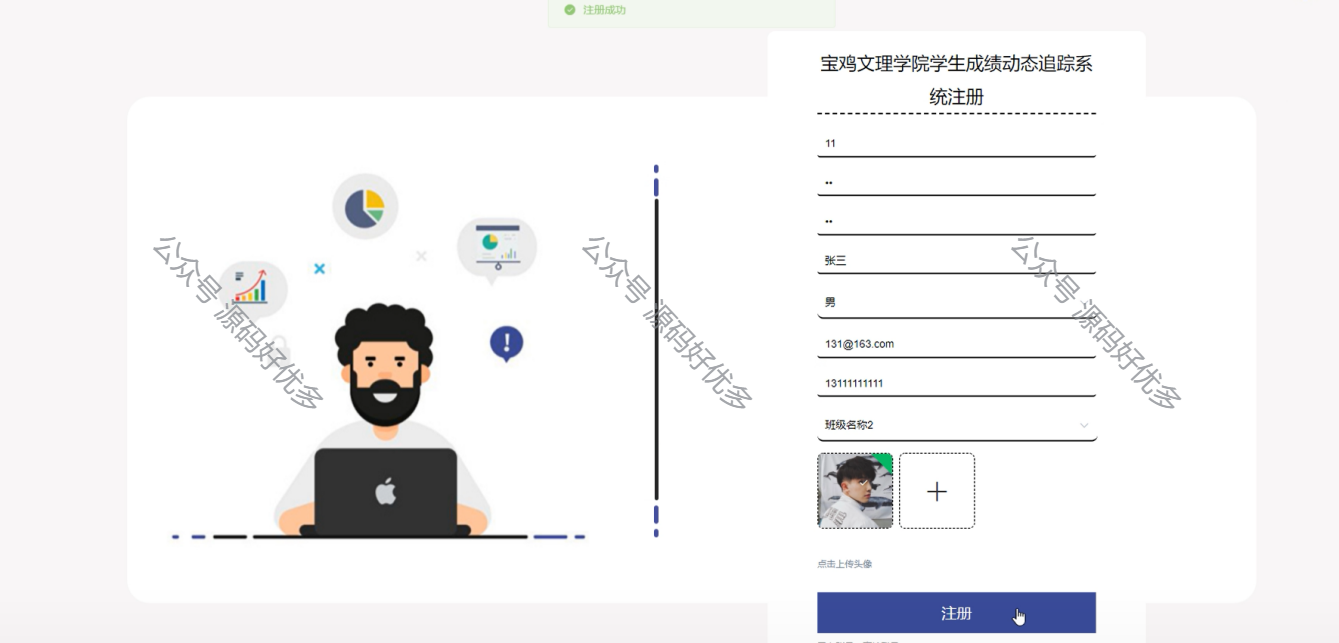 注册成功
宝鸡文理学院学生成绩动态追踪系
统注册
11
••
••
张三
男
131@163.com
13111111111
班级名称2
点击上传头像
注册
公众号 源码好优多
公众号 源码好优多
公众号 源码好优多